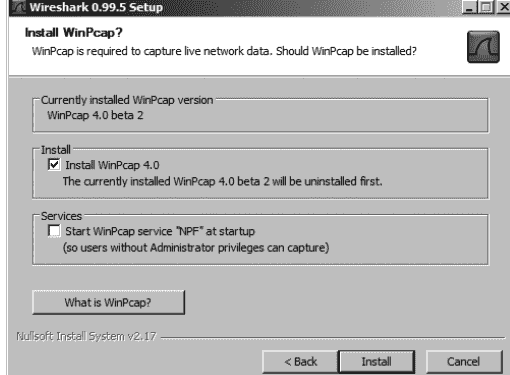 Wireshark 0.99.5 Setup
Install WinPcap?
WinPcap is required to capture live network data. Should WinPcap be installed?
Currently installed WinPcap version
WinPcap 4.0 beta 2
Install
Install WinPcap 4.0
The currently installed WinPcap 4.0 beta 2 will be uninstalled first.
Services
Start WinPcap service "NPF" at startup
(so users without Administrator privileges can capture)
What is WinPcap?
Nullsoft Install System v2.17
< Back
Install
Cancel